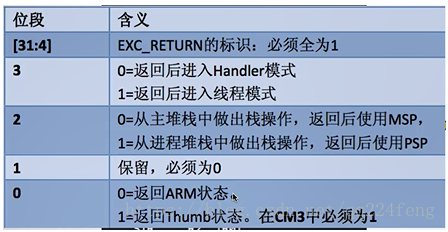 位段 含义
[31:4] EXC_RETURN的标识：必须全为1
3 0=返回后进入Handler模式
1=返回后进入线程模式
2 0=从主堆栈中做出栈操作，返回后使用MSP，
1=从进程堆栈中做出栈操作，返回后使用PSP
1 保留，必须为0
0 0=返回ARM状态。
1=返回Thumb状态。在CM3中必须为1